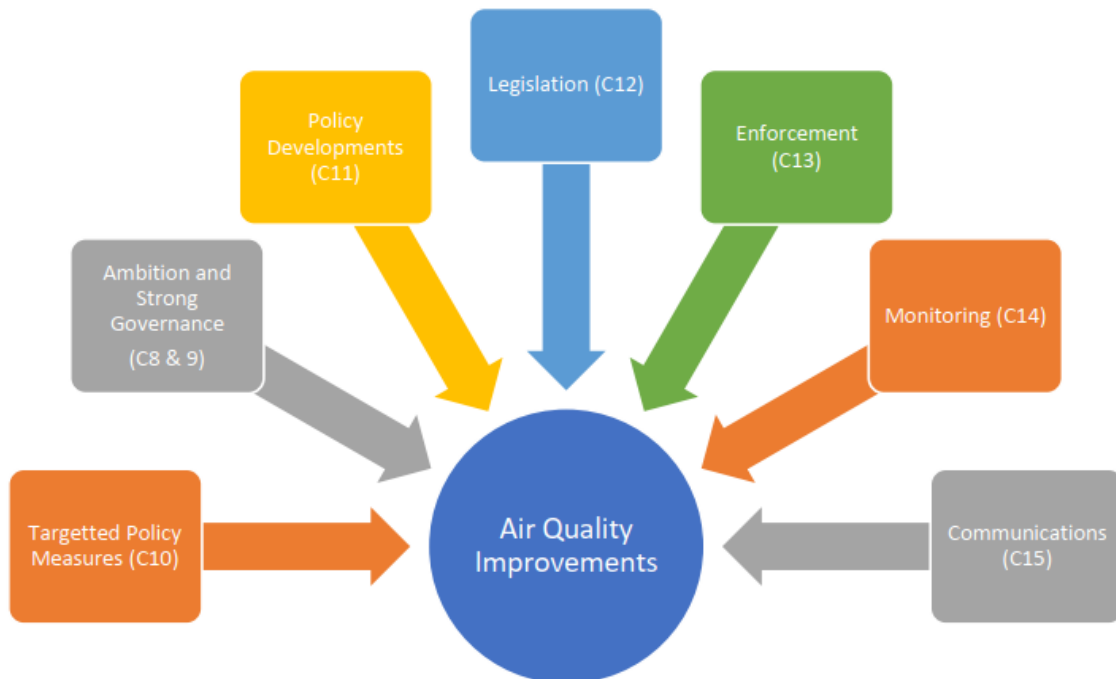 Legislation (C12)
Policy
Developments
(C11)
Enforcement
(C13)
Ambition and
Strong
Governance
(C8 & 9)
Monitoring (C14)
Targetted Policy
Measures (C10)
Air Quality
Improvements
Communications
(C15)